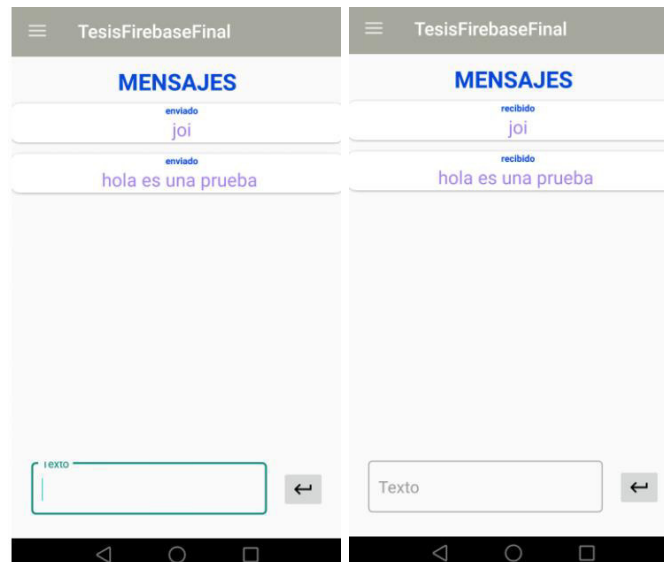 TesisFirebaseFinal
MENSAJES
enviado
joi
enviado
hola es una prueba
Texto
TesisFirebaseFinal
MENSAJES
recibido
joi
recibido
hola es una prueba
Texto